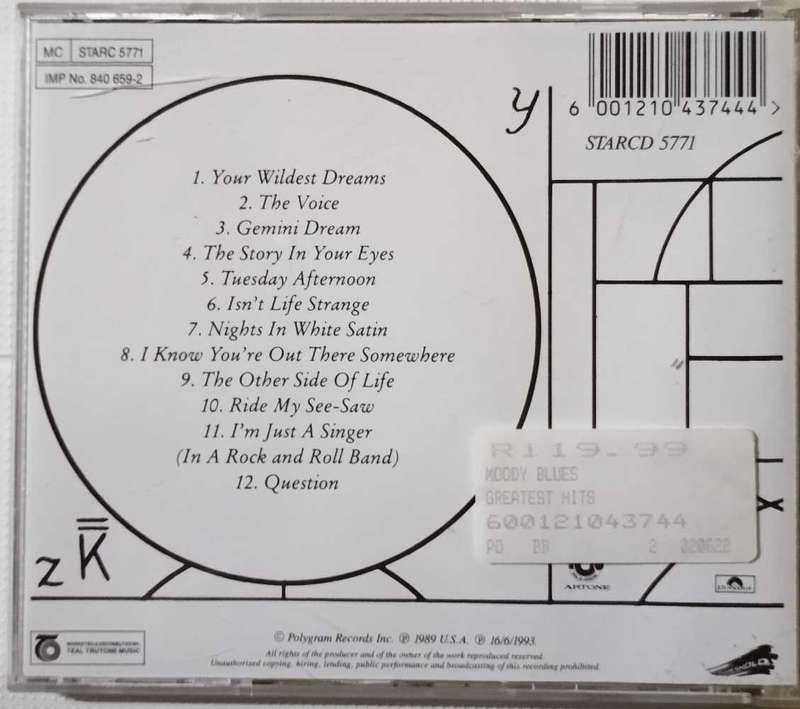 MC STARC 5771
IMP No. 840 659-2
6 001210 437444 >
STARCD 5771
y
1. Your Wildest Dreams
2. The Voice
3. Gemini Dream
4. The Story In Your Eyes
5. Tuesday Afternoon
6. Isn't Life Strange
7. Nights In White Satin
8. I Know You're Out There Somewhere
9. The Other Side Of Life
10. Ride My See-Saw
11. I'm Just A Singer
(In A Rock and Roll Band)
12. Question
R119.99
MOODY BLUES
GREATEST HITS
600121043744
PO BB 2 020622
x
z K
ARTONE
polydor
MARKETED & DISTRIBUTED BY
TEAL TRUTONE MUSIC
© Polygram Records Inc. ℗ 1989 U.S.A. ℗ 16/6/1993.
All rights of the producer and of the owner of the work reproduced reserved.
Unauthorised copying, hiring, lending, public performance and broadcasting of this recording prohibited.